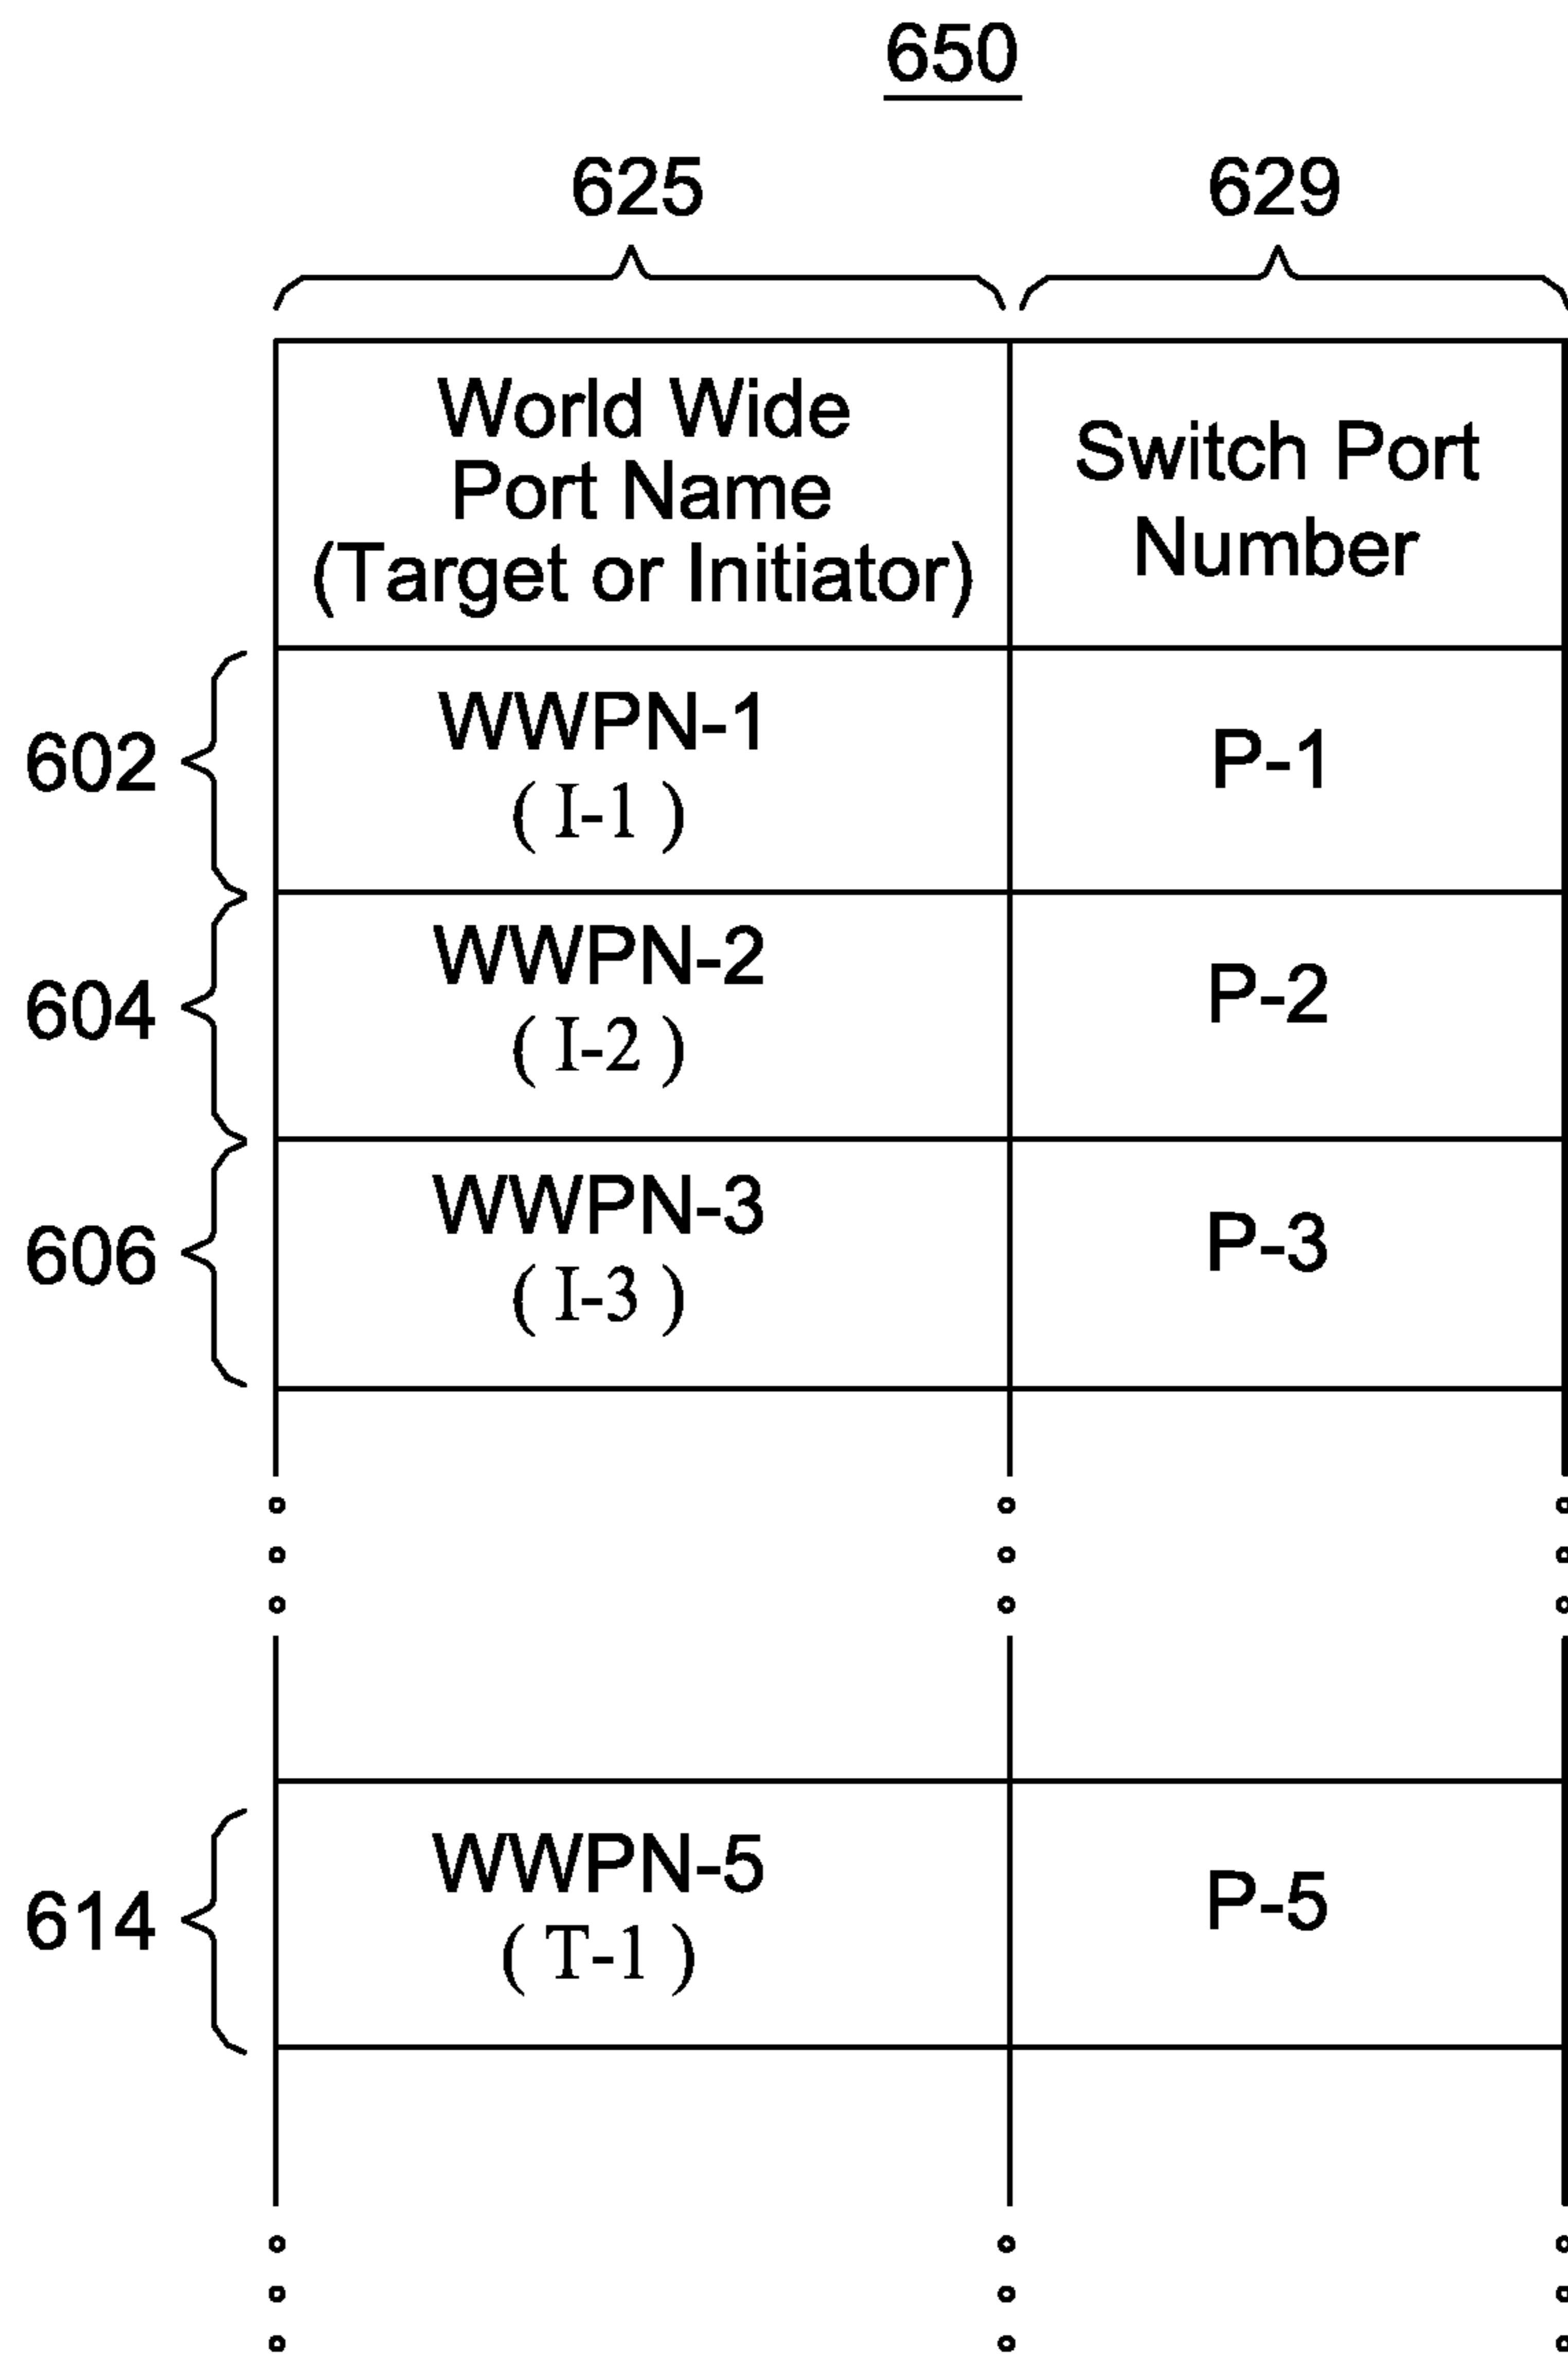 650
625 629
World Wide
Port Name
(Target or Initiator)
Switch Port
Number
602
WWPN-1
( I-1 )
P-1
604
WWPN-2
( I-2 )
P-2
606
WWPN-3
( I-3 )
P-3
614
WWPN-5
( T-1 )
P-5